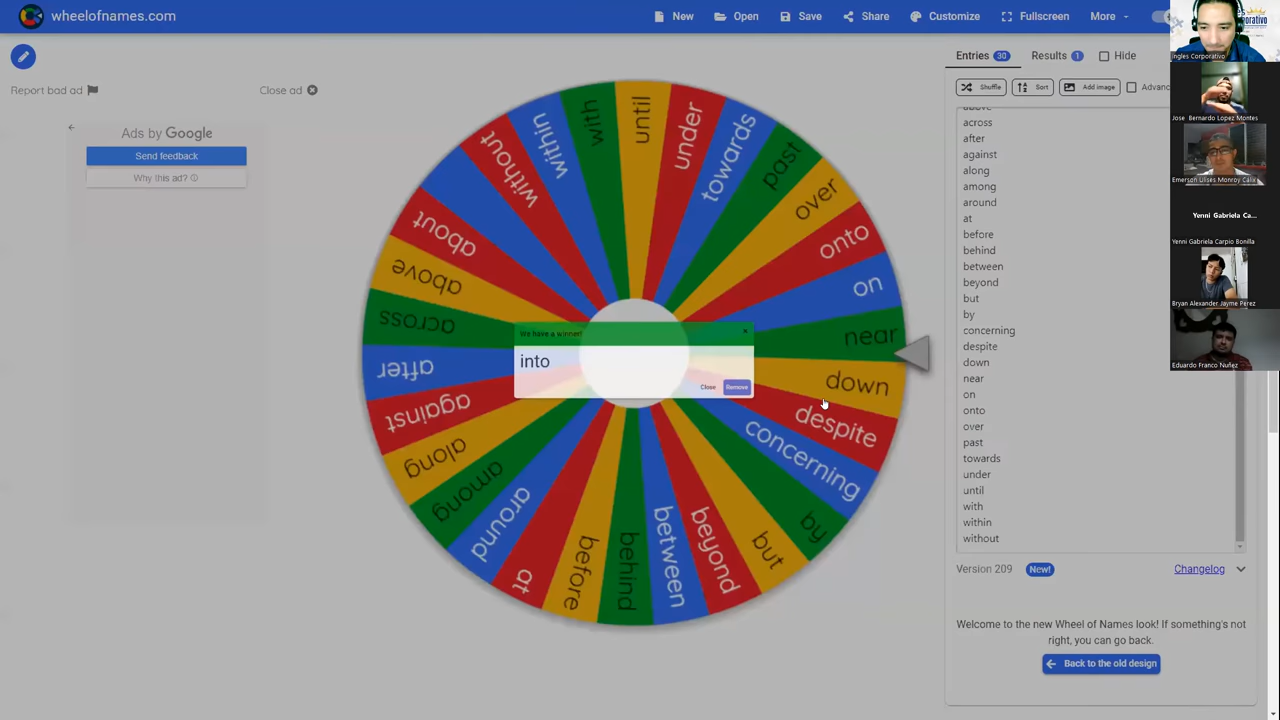 wheelofnames.com
New
Open
Save
Share
Customize
Fullscreen
More
Report bad ad
Close ad
Ads by Google
Send feedback
Why this ad?
until
under
towards
past
over
onto
on
near
down
despite
concerning
by
but
beyond
between
behind
before
at
around
among
along
against
after
across
above
about
without
within
with
We have a winner!
into
Close
Remove
Entries 30
Results 1
Hide
Shuffle
Sort
Add image
above
across
after
against
along
among
around
at
before
behind
between
beyond
but
by
concerning
despite
down
near
on
onto
over
past
towards
under
until
with
within
without
Version 209
New!
Changelog
Welcome to the new Wheel of Names look! If something's not
right, you can go back.
Back to the old design
Ingles Corporativo
Jose Bernardo Lopez Montes
Emerson Ulises Monroy Calix
Yenni Gabriela Ca...
Yenni Gabriela Carpio Bonilla
Bryan Alexander Jayme Perez
Eduardo Franco Nuñez